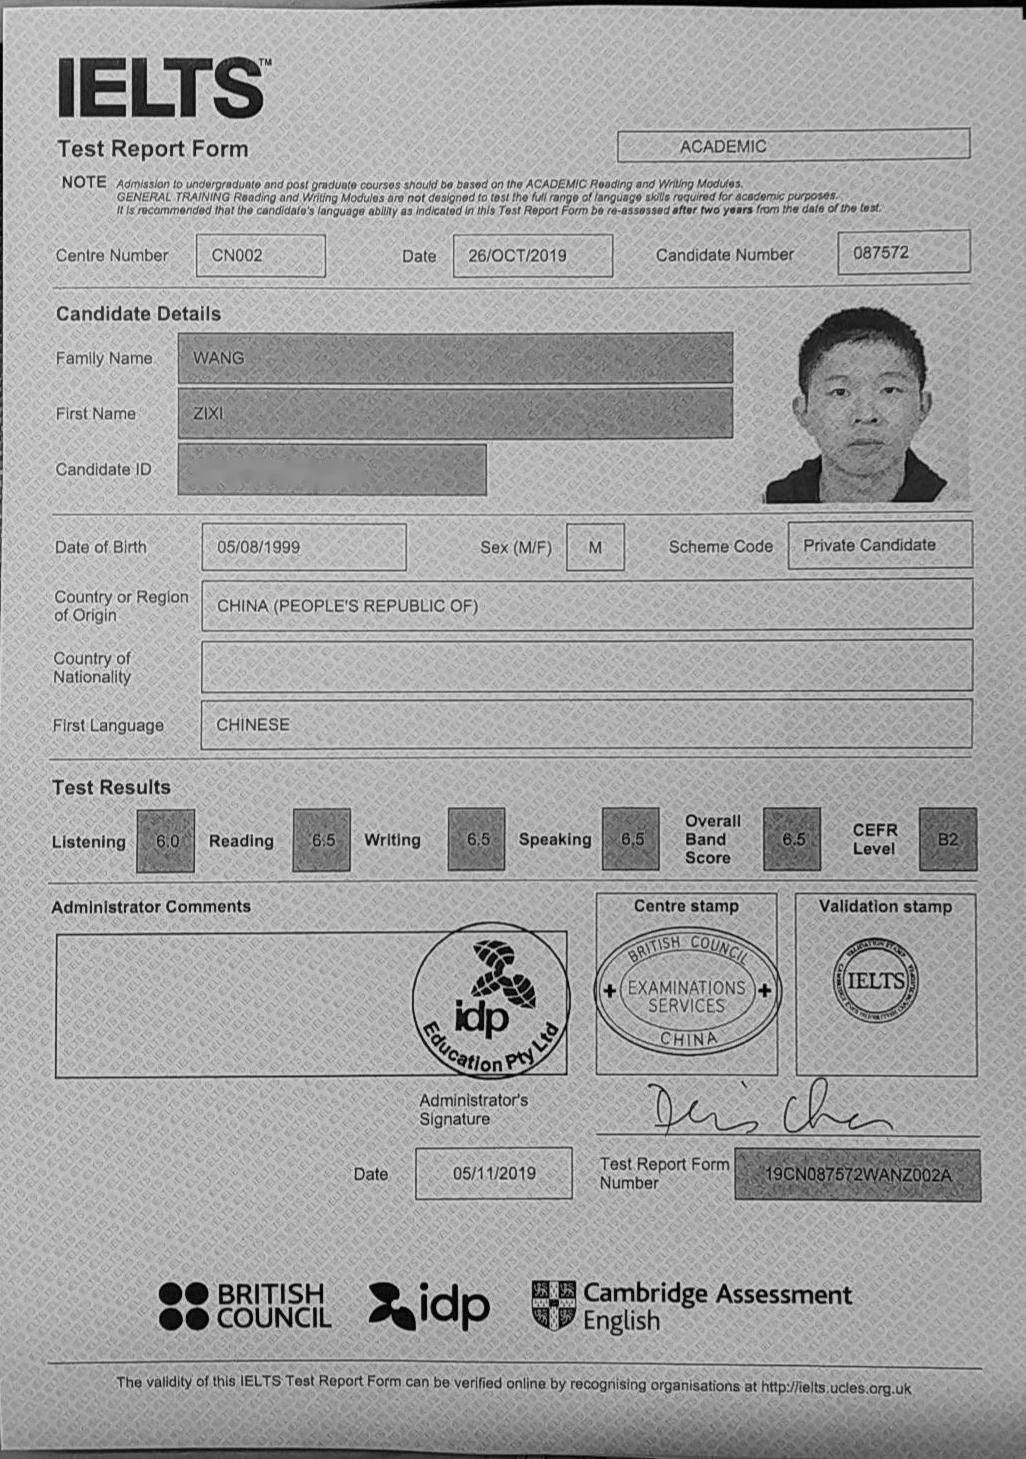 IELTS™
Test Report Form
ACADEMIC
NOTE Admission to undergraduate and post graduate courses should be based on the ACADEMIC Reading and Writing Modules.
GENERAL TRAINING Reading and Writing Modules are not designed to test the full range of language skills required for academic purposes.
It is recommended that the candidate's language ability as indicated in this Test Report Form be re-assessed after two years from the date of the test.
Centre Number CN002 Date 26/OCT/2019 Candidate Number 087572
Candidate Details
Family Name WANG
First Name ZIXI
Candidate ID
Date of Birth 05/08/1999 Sex (M/F) M Scheme Code Private Candidate
Country or Region of Origin CHINA (PEOPLE'S REPUBLIC OF)
Country of Nationality
First Language CHINESE
Test Results
Listening 6.0 Reading 6.5 Writing 6.5 Speaking 6.5 Overall Band Score 6.5 CEFR Level B2
Administrator Comments
idp
Education Pty Ltd
Centre stamp
BRITISH COUNCIL
EXAMINATIONS
SERVICES
CHINA
Validation stamp
VALIDATION STAMP
IELTS
Administrator's
Signature
Date 05/11/2019
Test Report Form
Number
19CN087572WANZ002A
BRITISH
COUNCIL
idp
Cambridge Assessment
English
The validity of this IELTS Test Report Form can be verified online by recognising organisations at http://ielts.ucles.org.uk